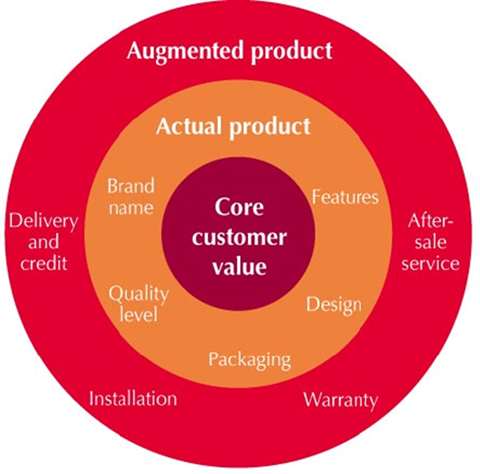 Augmented product
Actual product
Brand
name
Features
Core
customer
value
Delivery
and
credit
After-
sale
service
Quality
level
Design
Packaging
Installation
Warranty